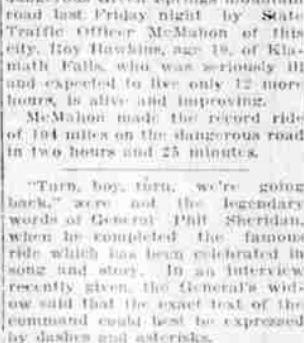 dangerous Green Springs mountain
road last Friday night by State
Traffic Officer McMahon of this
city, Roy Hawkins, age 19, of Kla-
math Falls, who was seriously ill
and expected to live only 12 more
hours, is alive and improving.
McMahon made the record ride
of 104 miles on the dangerous road
in two hours and 25 minutes.
"Turn, boy, turn, we're going
back," were not the legendary
words of General Phil Sheridan,
when he completed the famous
ride which has been celebrated in
song and story. In an interview
recently given, the General's wid-
ow said that the exact text of the
command could best be expressed
by dashes and asterisks.